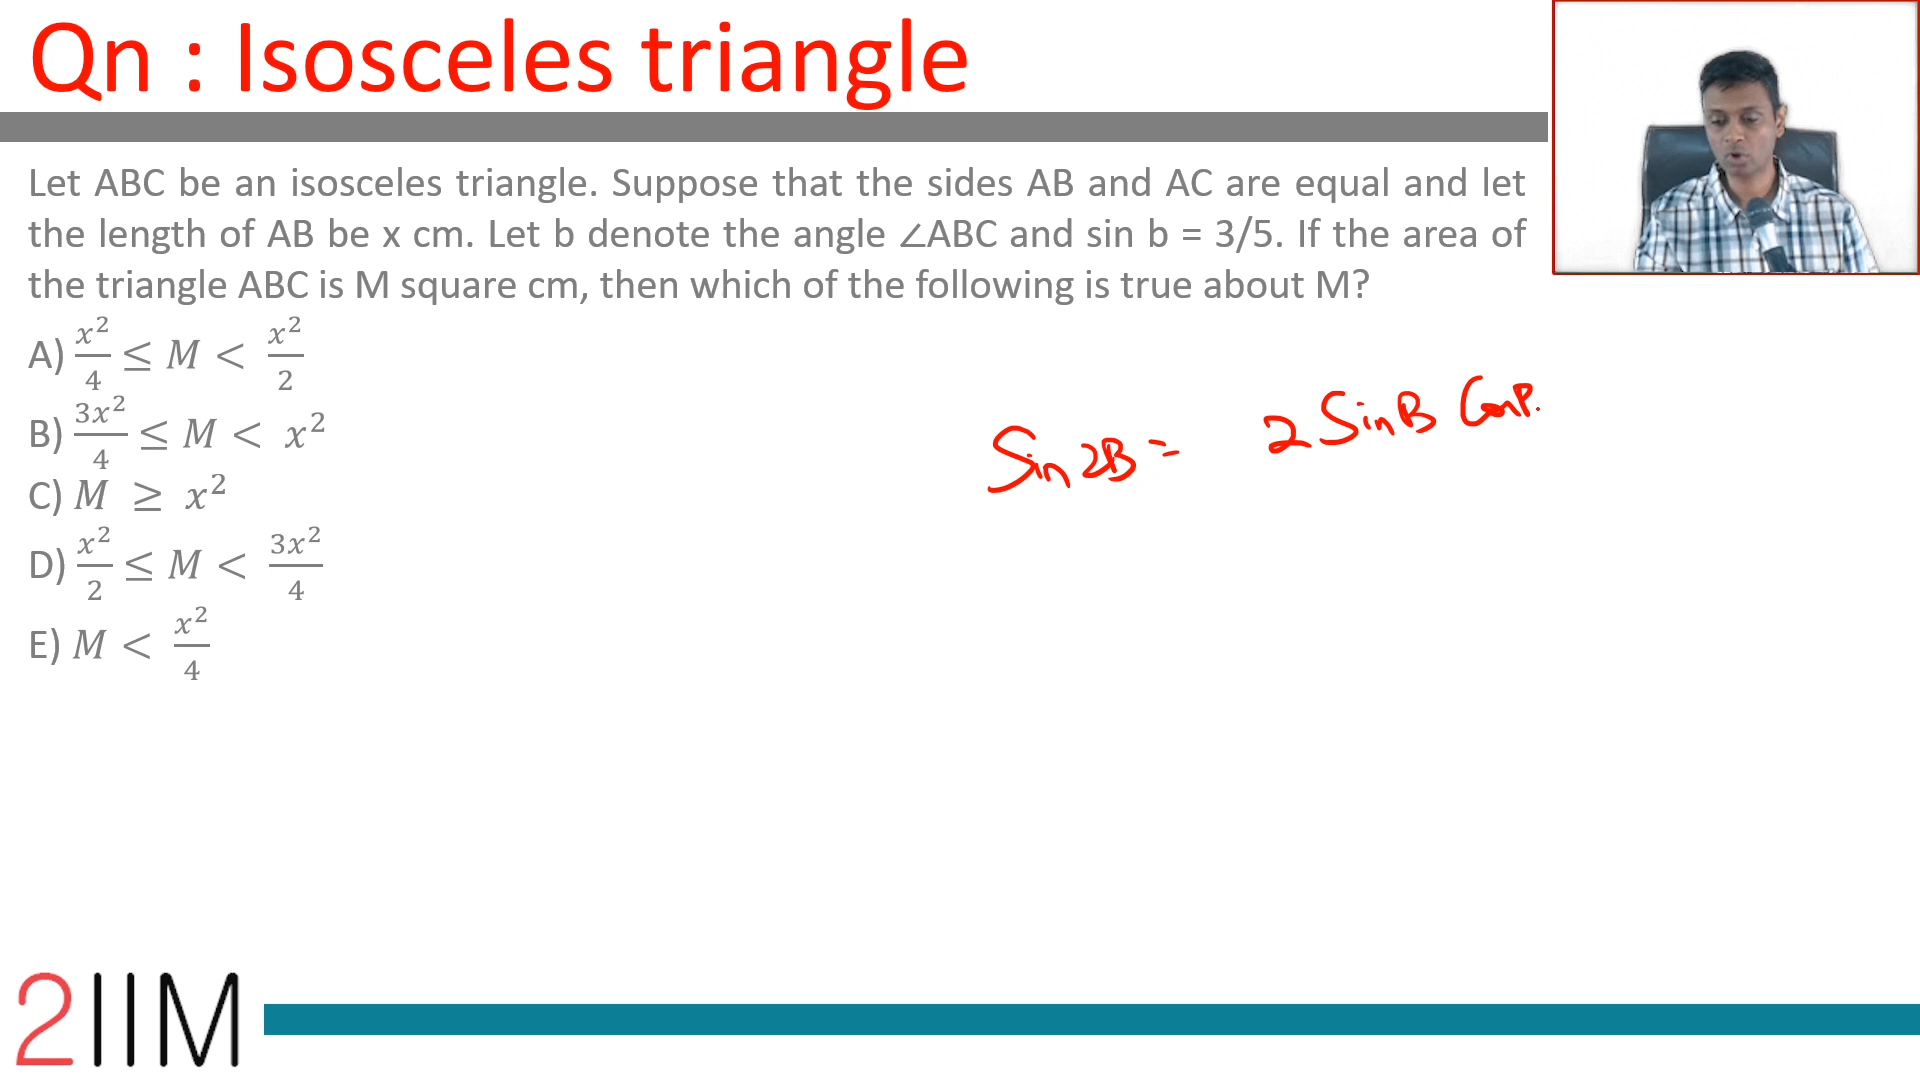 Qn : Isosceles triangle
Let ABC be an isosceles triangle. Suppose that the sides AB and AC are equal and let
the length of AB be x cm. Let b denote the angle ∠ABC and sin b = 3/5. If the area of
the triangle ABC is M square cm, then which of the following is true about M?
A) x²/4 ≤ M < x²/2
B) 3x²/4 ≤ M < x²
C) M ≥ x²
D) x²/2 ≤ M < 3x²/4
E) M < x²/4
Sin 2B = 2 Sin B
2IIM